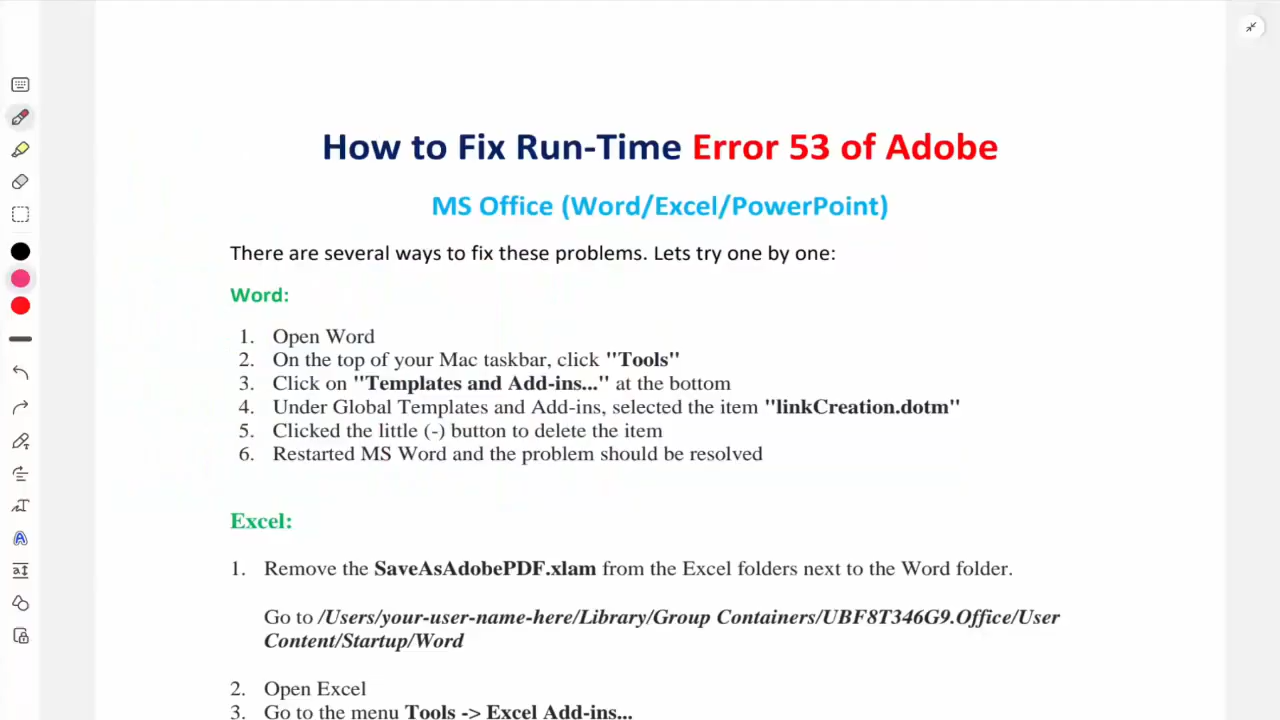 How to Fix Run-Time Error 53 of Adobe
MS Office (Word/Excel/PowerPoint)
There are several ways to fix these problems. Lets try one by one:
Word:
1. Open Word
2. On the top of your Mac taskbar, click "Tools"
3. Click on "Templates and Add-ins..." at the bottom
4. Under Global Templates and Add-ins, selected the item "linkCreation.dotm"
5. Clicked the little (-) button to delete the item
6. Restarted MS Word and the problem should be resolved
Excel:
1. Remove the SaveAsAdobePDF.xlam from the Excel folders next to the Word folder.
Go to /Users/your-user-name-here/Library/Group Containers/UBF8T346G9.Office/User
Content/Startup/Word
2. Open Excel
3. Go to the menu Tools -> Excel Add-ins...